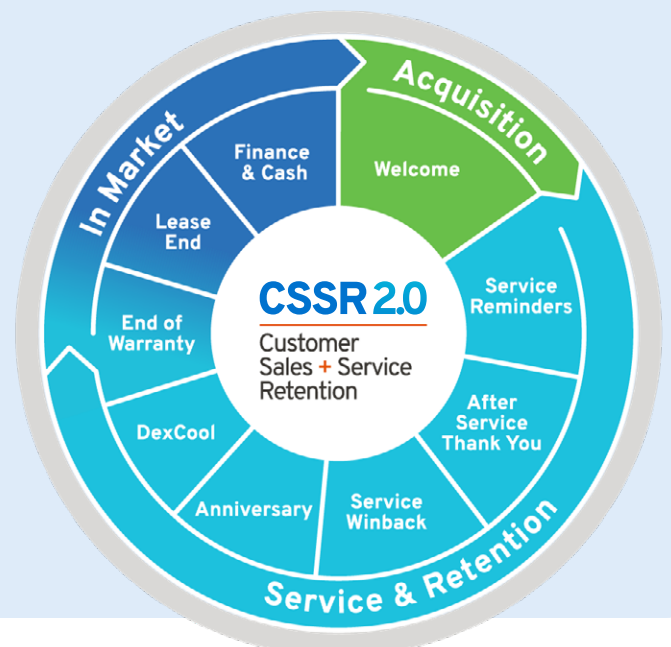 Acquisition
Welcome
Service & Retention
Service
Reminders
After
Service
Thank You
Service
Winback
Anniversary
DexCool
In Market
End of
Warranty
Lease
End
Finance
& Cash
CSSR 2.0
Customer
Sales + Service
Retention